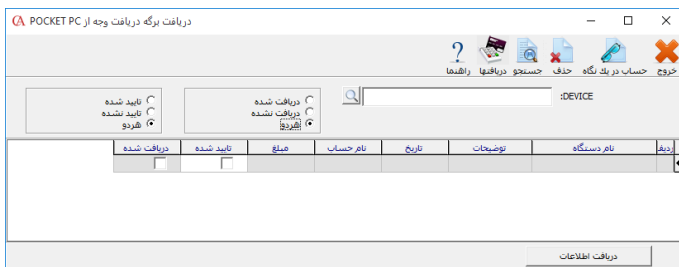 دریافت برگه دریافت وجه از POCKET PC
خروج
حساب در یك نگاه
حذف
جستجو
دریافتها
راهنما
DEVICE:
دریافت شده
دریافت نشده
هردو
تایید شده
تایید نشده
هردو
ردیف نام دستگاه توضیحات تاریخ نام حساب مبلغ تایید شده دریافت شده
دریافت اطلاعات